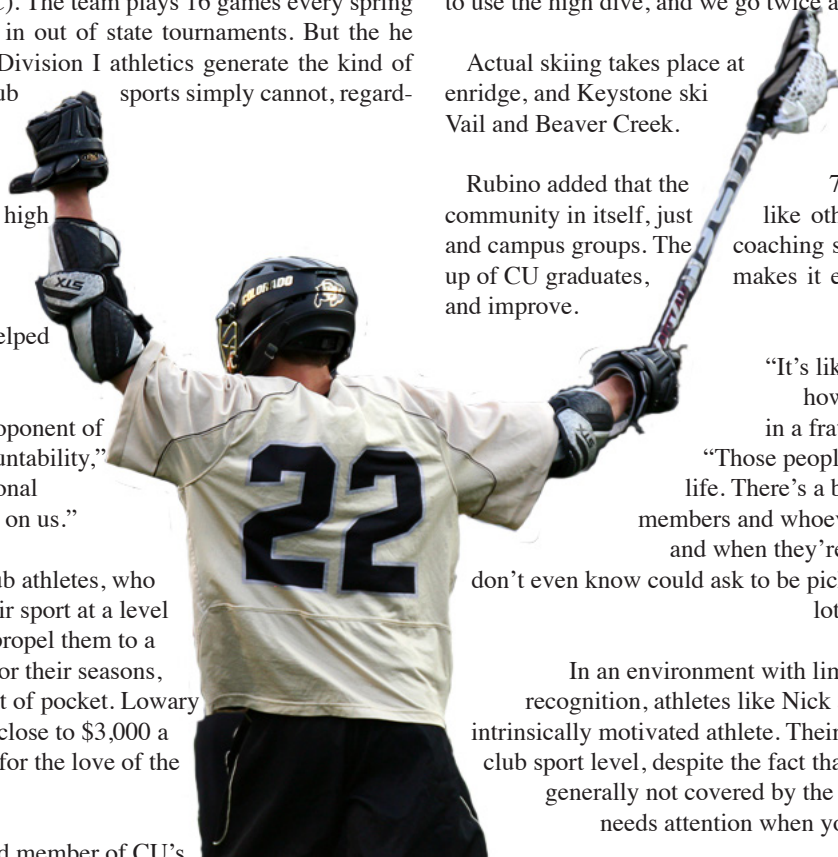 C). The team plays 16 games every spring
in out of state tournaments. But the he
Division I athletics generate the kind of
ub sports simply cannot, regard-
high
elped
oponent of
untability,”
onal
on us.”
ub athletes, who
ir sport at a level
propel them to a
or their seasons,
t of pocket. Lowary
close to $3,000 a
for the love of the
d member of CU’s
to use the high dive, and we go twice a
Actual skiing takes place at
enridge, and Keystone ski
Vail and Beaver Creek.
Rubino added that the 7
community in itself, just like oth
and campus groups. The coaching s
up of CU graduates, makes it e
and improve.
“It’s lik
how
in a fra
“Those peopl
life. There’s a b
members and whoev
and when they’re
don’t even know could ask to be pic
lot
In an environment with lim
recognition, athletes like Nick
intrinsically motivated athlete. Their
club sport level, despite the fact tha
generally not covered by the
needs attention when yo
COLORADO
STX
22
STX